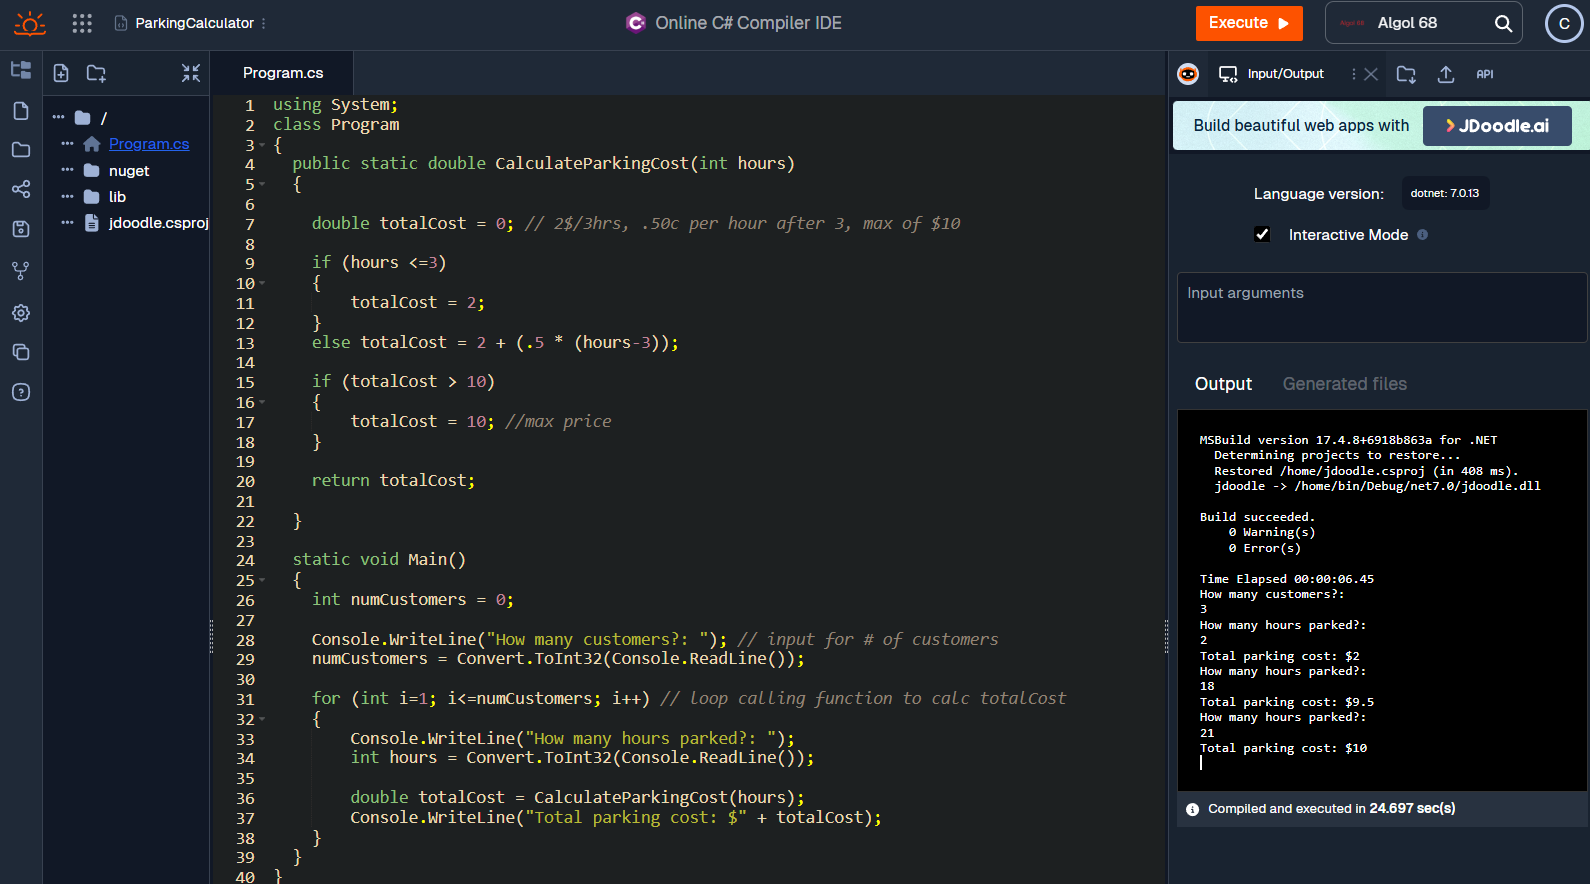 ParkingCalculator
Online C# Compiler IDE
Execute
Algol 68
Algol 68
C
Program.cs
Input/Output
API
/
Program.cs
nuget
lib
jdoodle.csproj
1 using System;
2 class Program
3 {
4 public static double CalculateParkingCost(int hours)
5 {
6
7 double totalCost = 0; // 2$/3hrs, .50c per hour after 3, max of $10
8
9 if (hours <=3)
10 {
11 totalCost = 2;
12 }
13 else totalCost = 2 + (.5 * (hours-3));
14
15 if (totalCost > 10)
16 {
17 totalCost = 10; //max price
18 }
19
20 return totalCost;
21
22 }
23
24 static void Main()
25 {
26 int numCustomers = 0;
27
28 Console.WriteLine("How many customers?: "); // input for # of customers
29 numCustomers = Convert.ToInt32(Console.ReadLine());
30
31 for (int i=1; i<=numCustomers; i++) // loop calling function to calc totalCost
32 {
33 Console.WriteLine("How many hours parked?: ");
34 int hours = Convert.ToInt32(Console.ReadLine());
35
36 double totalCost = CalculateParkingCost(hours);
37 Console.WriteLine("Total parking cost: $" + totalCost);
38 }
39 }
40 }
Build beautiful web apps with
JDoodle.ai
Language version:
dotnet: 7.0.13
Interactive Mode
Input arguments
Output
Generated files
MSBuild version 17.4.8+6918b863a for .NET
Determining projects to restore...
Restored /home/jdoodle.csproj (in 408 ms).
jdoodle -> /home/bin/Debug/net7.0/jdoodle.dll
Build succeeded.
0 Warning(s)
0 Error(s)
Time Elapsed 00:00:06.45
How many customers?:
3
How many hours parked?:
2
Total parking cost: $2
How many hours parked?:
18
Total parking cost: $9.5
How many hours parked?:
21
Total parking cost: $10
Compiled and executed in 24.697 sec(s)